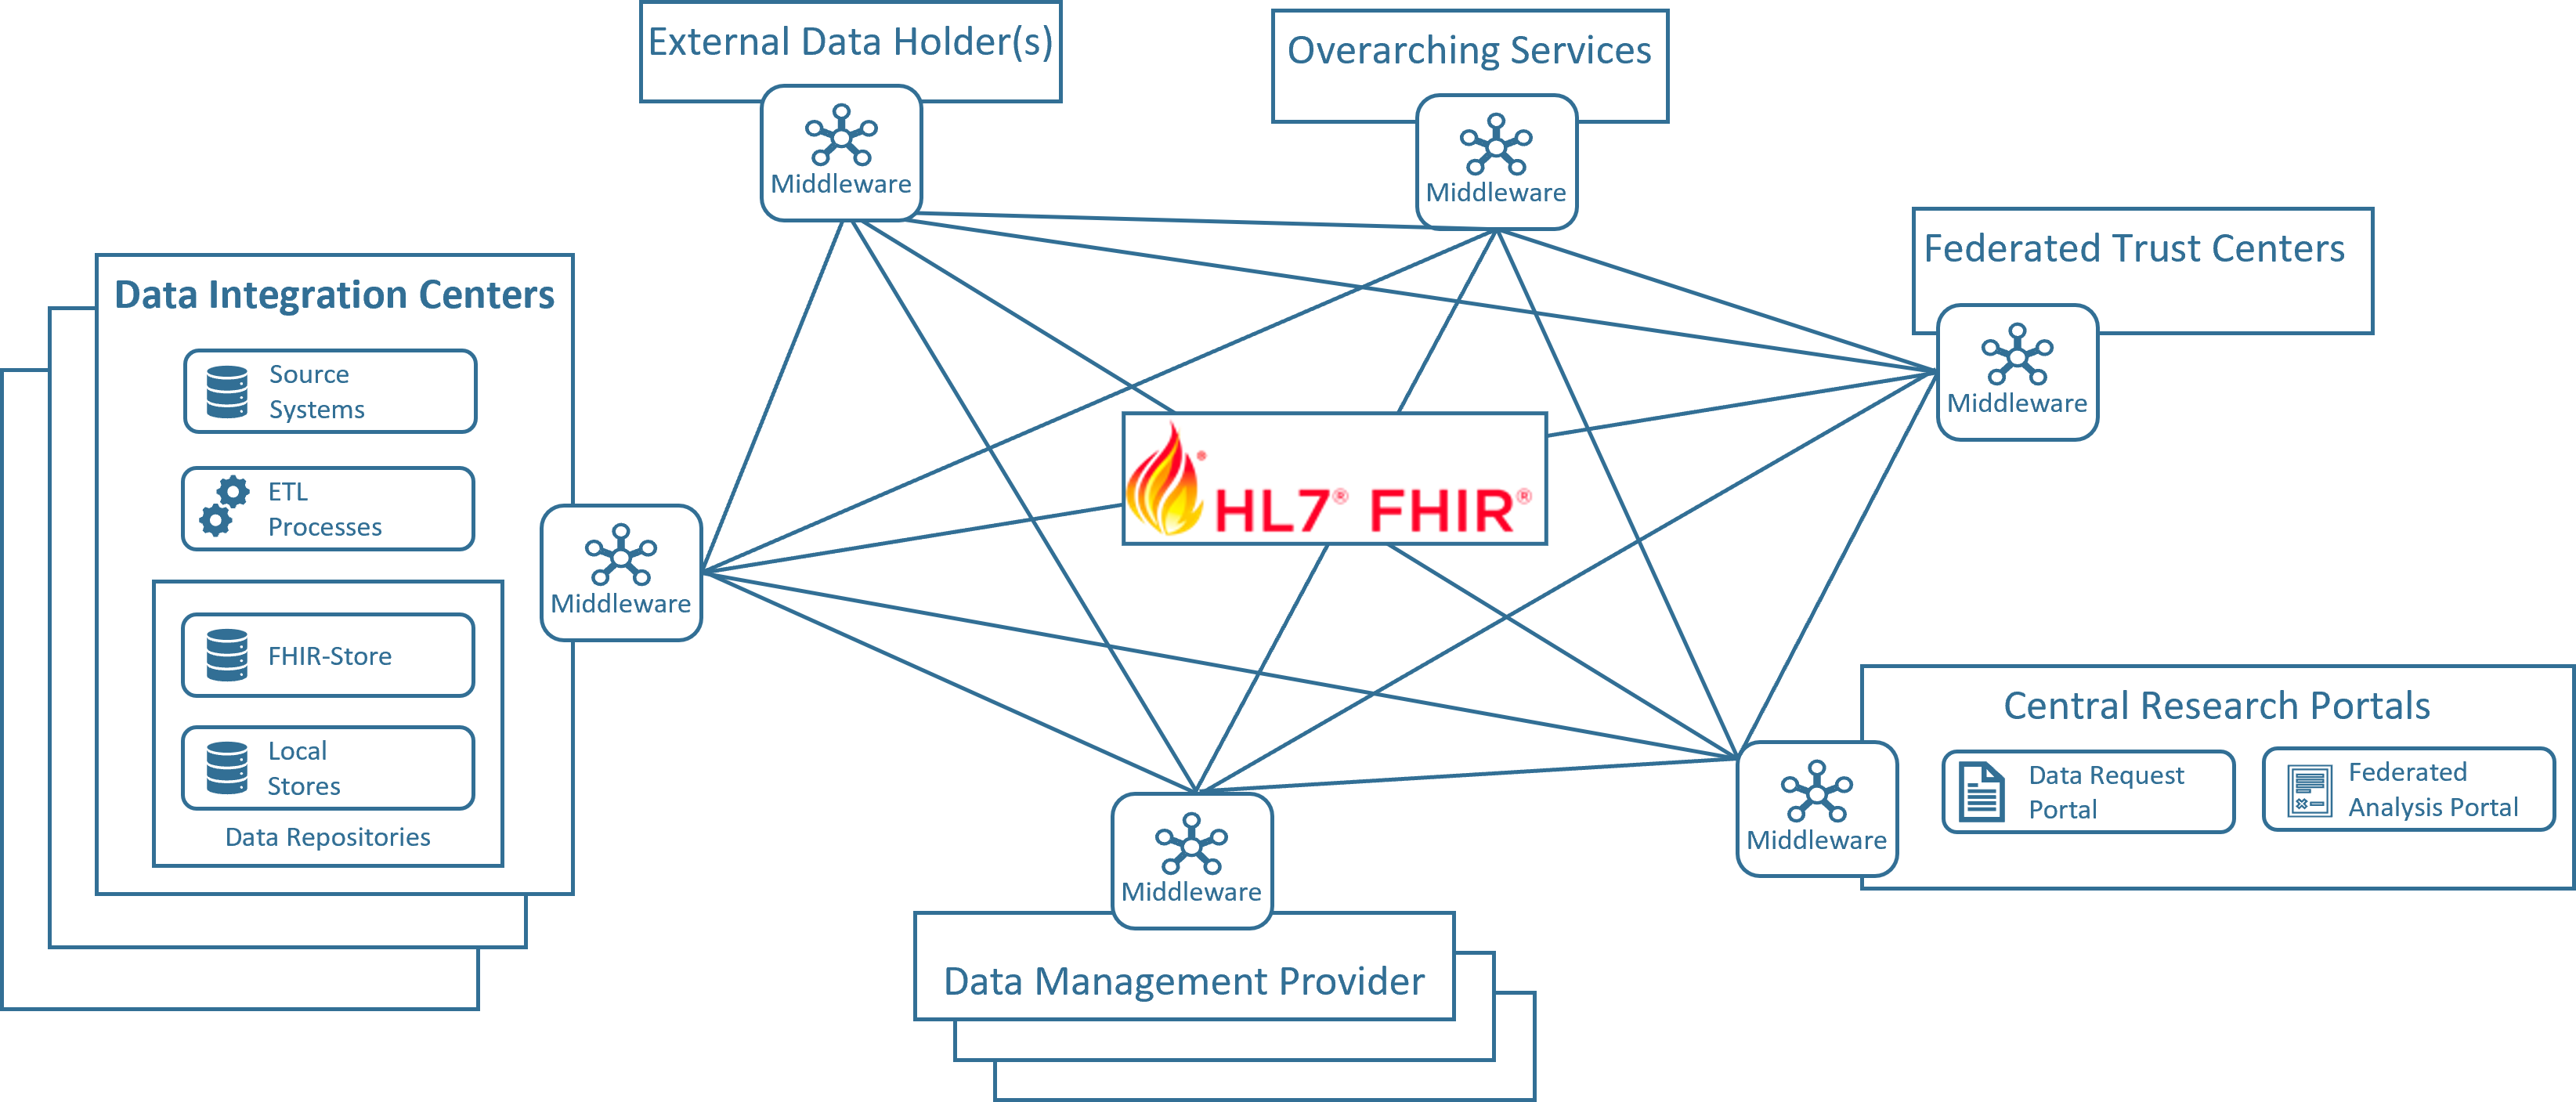 External Data Holder(s)
Middleware
Overarching Services
Middleware
Federated Trust Centers
Middleware
Data Integration Centers
Source
Systems
ETL
Processes
FHIR-Store
Local
Stores
Data Repositories
Middleware
HL7® FHIR®
Central Research Portals
Data Request
Portal
Federated
Analysis Portal
Middleware
Middleware
Data Management Provider